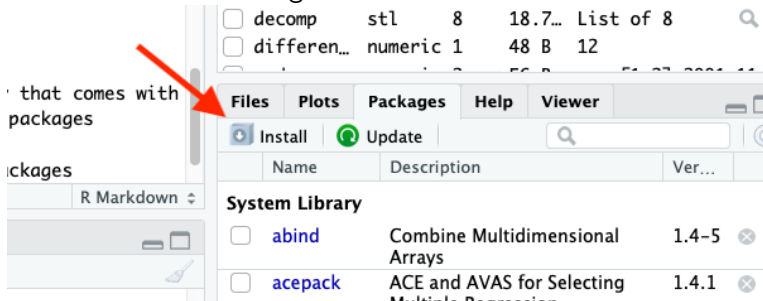 decomp stl 8 18.7… List of 8
differen… numeric 1 48 B 12
that comes with
packages
ckages
R Markdown
Files Plots Packages Help Viewer
Install Update
Name Description Ver…
System Library
abind Combine Multidimensional Arrays 1.4-5
acepack ACE and AVAS for Selecting 1.4.1